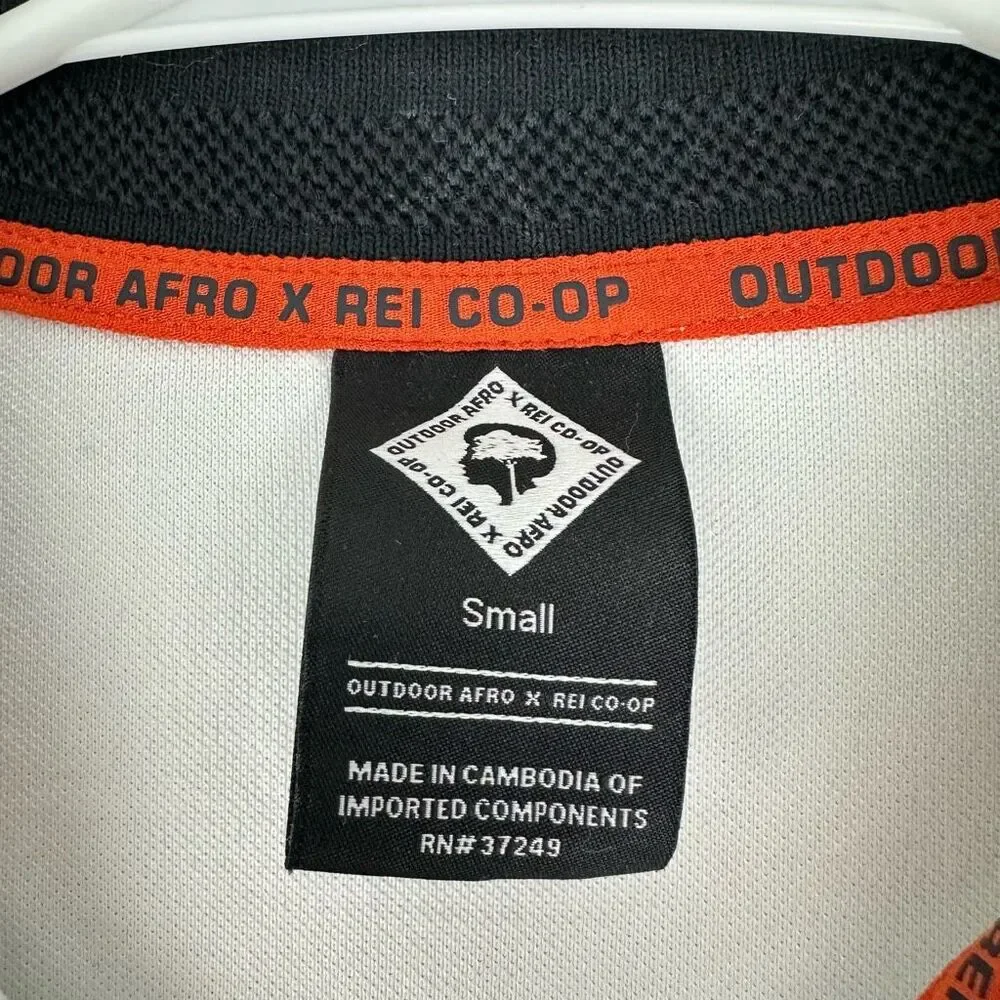 OOR AFRO X REI CO-OP OUTDOO
OUTDOOR AFRO X REI CO-OP
OUTDOOR AFRO X REI CO-OP
Small
OUTDOOR AFRO X REI CO-OP
MADE IN CAMBODIA OF
IMPORTED COMPONENTS
RN# 37249